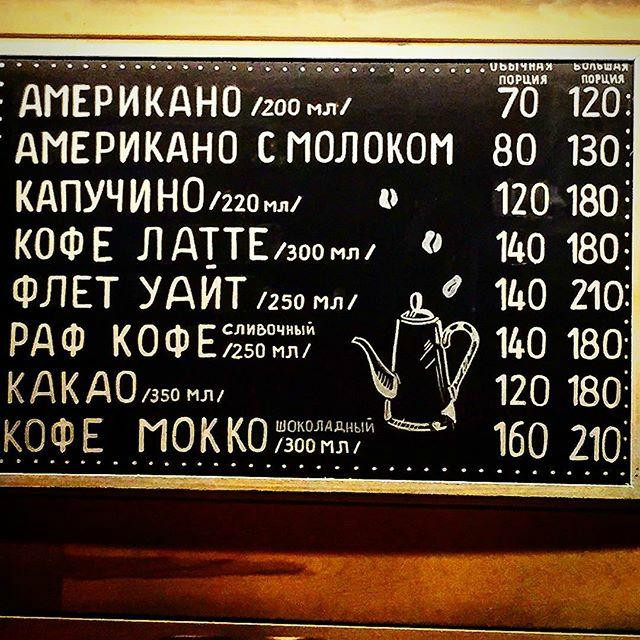 ОБЫЧНАЯ ПОРЦИЯ БОЛЬШАЯ ПОРЦИЯ
АМЕРИКАНО /200 МЛ/ 70 120
АМЕРИКАНО С МОЛОКОМ 80 130
КАПУЧИНО /220 МЛ/ 120 180
КОФЕ ЛАТТЕ /300 МЛ/ 140 180
ФЛЕТ УАЙТ /250 МЛ/ 140 210
РАФ КОФЕ СЛИВОЧНЫЙ /250 МЛ/ 140 180
КАКАО /350 МЛ/ 120 180
КОФЕ МОККО ШОКОЛАДНЫЙ /300 МЛ/ 160 210